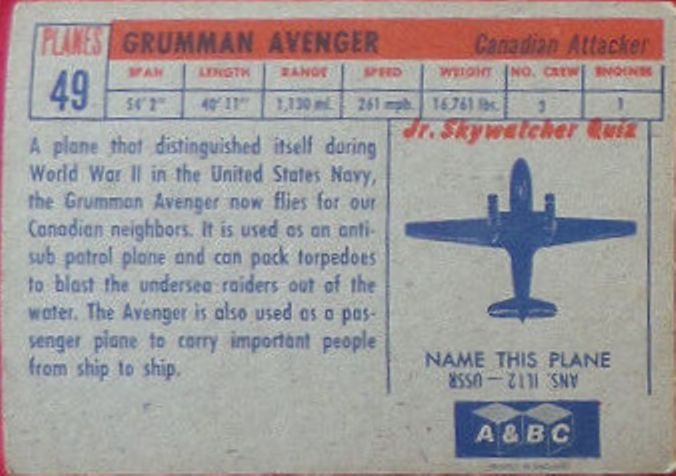 PLANES
49
GRUMMAN AVENGER Canadian Attacker
SPAN LENGTH RANGE SPEED WEIGHT NO. CREW ENGINES
54' 2" 40' 11" 1,130 mi. 261 mph. 16,761 lbs. 3 1
A plane that distinguished itself during
World War II in the United States Navy,
the Grumman Avenger now flies for our
Canadian neighbors. It is used as an anti-
sub patrol plane and can pack torpedoes
to blast the undersea raiders out of the
water. The Avenger is also used as a pas-
senger plane to carry important people
from ship to ship.
Jr. Skywatcher Quiz
NAME THIS PLANE
ANS. IL12 — USSR
A & B C
PRINTED IN ENGLAND